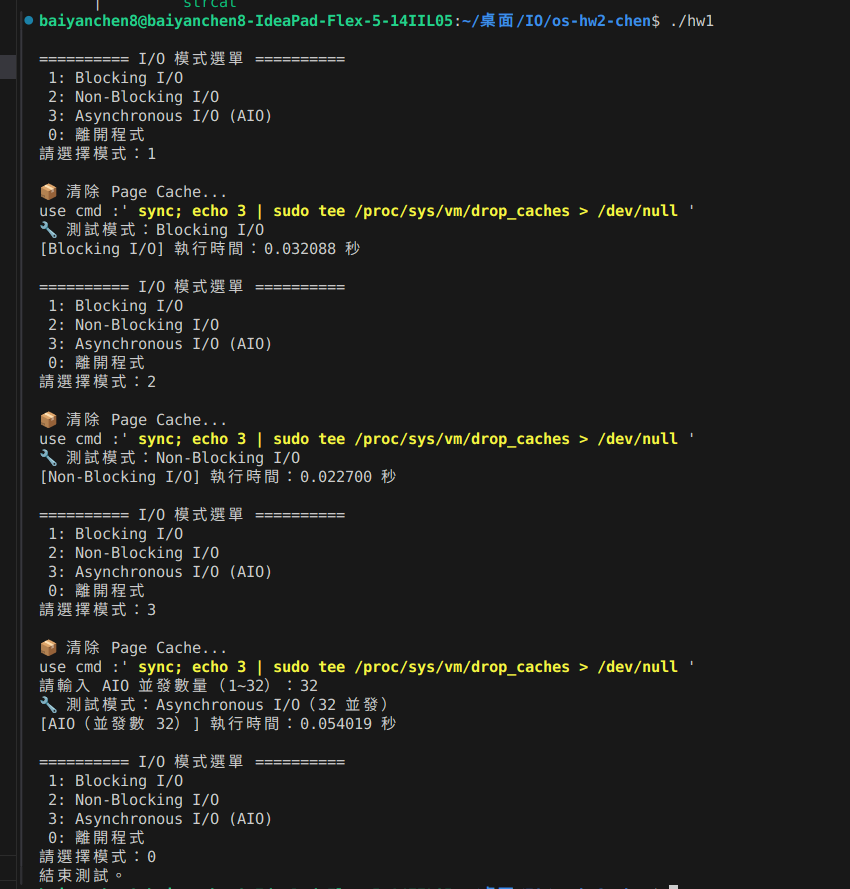 strcat
baiyanchen8@baiyanchen8-IdeaPad-Flex-5-14IIL05:~/桌面/IO/os-hw2-chen$ ./hw1
========== I/O 模式選單 ==========
1: Blocking I/O
2: Non-Blocking I/O
3: Asynchronous I/O (AIO)
0: 離開程式
請選擇模式：1
📦 清除 Page Cache...
use cmd :' sync; echo 3 | sudo tee /proc/sys/vm/drop_caches > /dev/null '
🔧 測試模式：Blocking I/O
[Blocking I/O] 執行時間：0.032088 秒
========== I/O 模式選單 ==========
1: Blocking I/O
2: Non-Blocking I/O
3: Asynchronous I/O (AIO)
0: 離開程式
請選擇模式：2
📦 清除 Page Cache...
use cmd :' sync; echo 3 | sudo tee /proc/sys/vm/drop_caches > /dev/null '
🔧 測試模式：Non-Blocking I/O
[Non-Blocking I/O] 執行時間：0.022700 秒
========== I/O 模式選單 ==========
1: Blocking I/O
2: Non-Blocking I/O
3: Asynchronous I/O (AIO)
0: 離開程式
請選擇模式：3
📦 清除 Page Cache...
use cmd :' sync; echo 3 | sudo tee /proc/sys/vm/drop_caches > /dev/null '
請輸入 AIO 並發數量（1~32）：32
🔧 測試模式：Asynchronous I/O（32 並發）
[AIO（並發數 32）] 執行時間：0.054019 秒
========== I/O 模式選單 ==========
1: Blocking I/O
2: Non-Blocking I/O
3: Asynchronous I/O (AIO)
0: 離開程式
請選擇模式：0
結束測試。